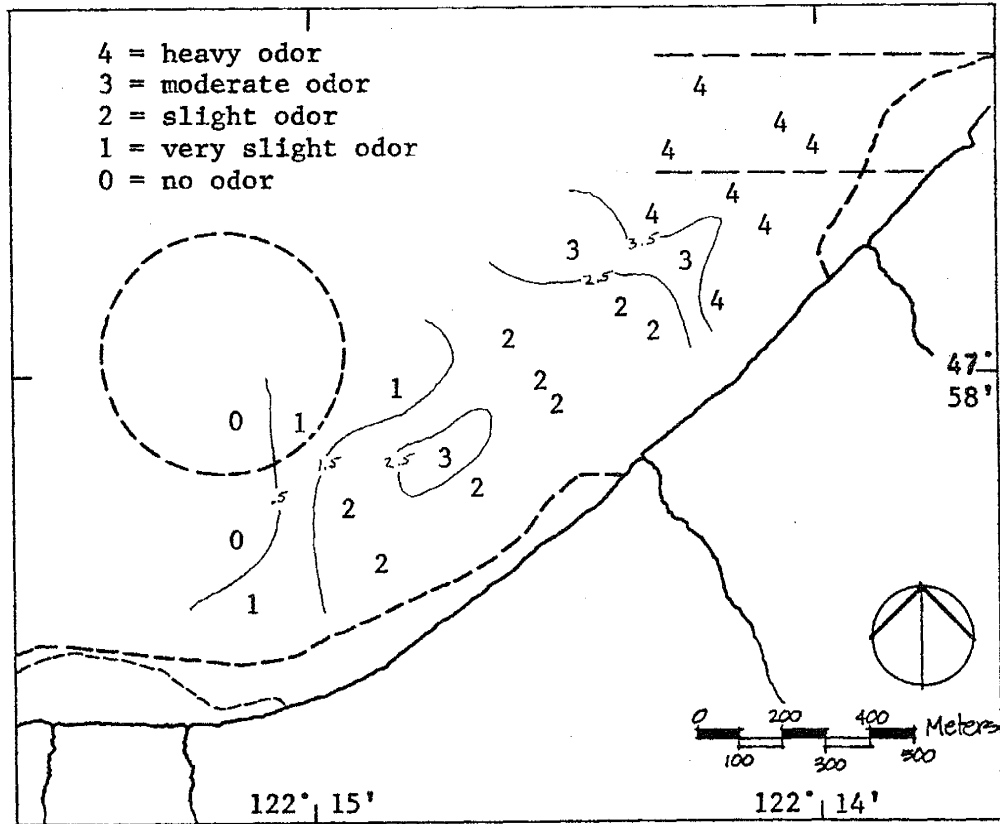 4 = heavy odor
3 = moderate odor
2 = slight odor
1 = very slight odor
0 = no odor
4
4
4 4
4
4 4
3.5
3 3
2.5
4
2
2
2
47°
2
1 58'
2
0 1
1.5 2.5 3
2
.5 2
0
2
1
0 200 400 Meters
100 300 500
122° 15' 122° 14'